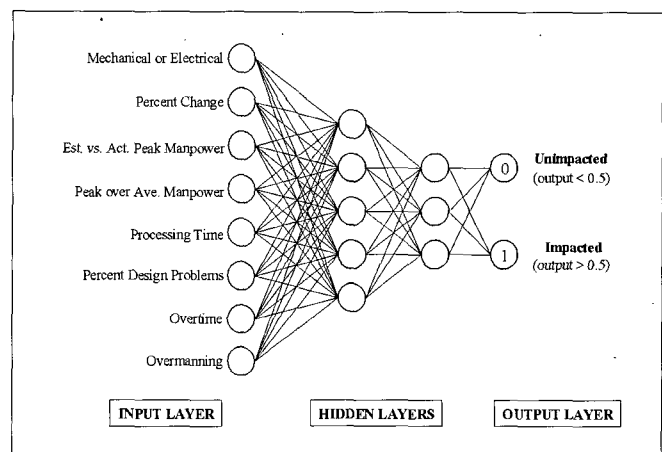 Mechanical or Electrical
Percent Change
Est. vs. Act. Peak Manpower
Peak over Ave. Manpower
Processing Time
Percent Design Problems
Overtime
Overmanning
0
Unimpacted
(output < 0.5)
1
Impacted
(output > 0.5)
INPUT LAYER
HIDDEN LAYERS
OUTPUT LAYER